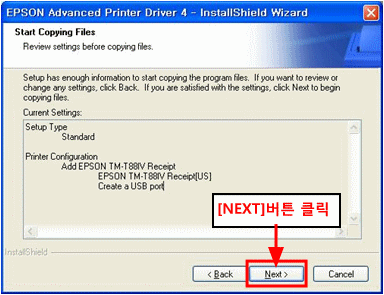 EPSON Advanced Printer Driver 4 - InstallShield Wizard
Start Copying Files
Review settings before copying files.
Setup has enough information to start copying the program files. If you want to review or
change any settings, click Back. If you are satisfied with the settings, click Next to begin
copying files.
Current Settings:
Setup Type
Standard
Printer Configuration
Add EPSON TM-T88IV Receipt
EPSON TM-T88IV Receipt[US]
Create a USB port
[NEXT]버튼 클릭
InstallShield
< Back
Next >
Cancel